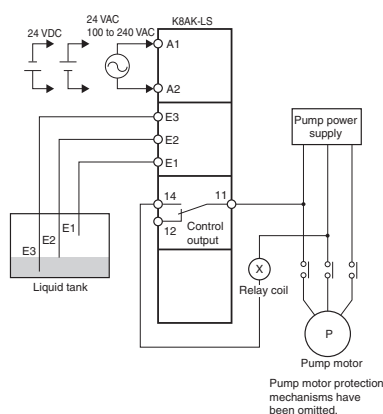 24 VDC
24 VAC
100 to 240 VAC
K8AK-LS
A1
A2
E3
E2
E1
14
11
12
Control
output
E1
E2
E3
Liquid tank
Pump power
supply
X
Relay coil
P
Pump motor
Pump motor protection
mechanisms have
been omitted.